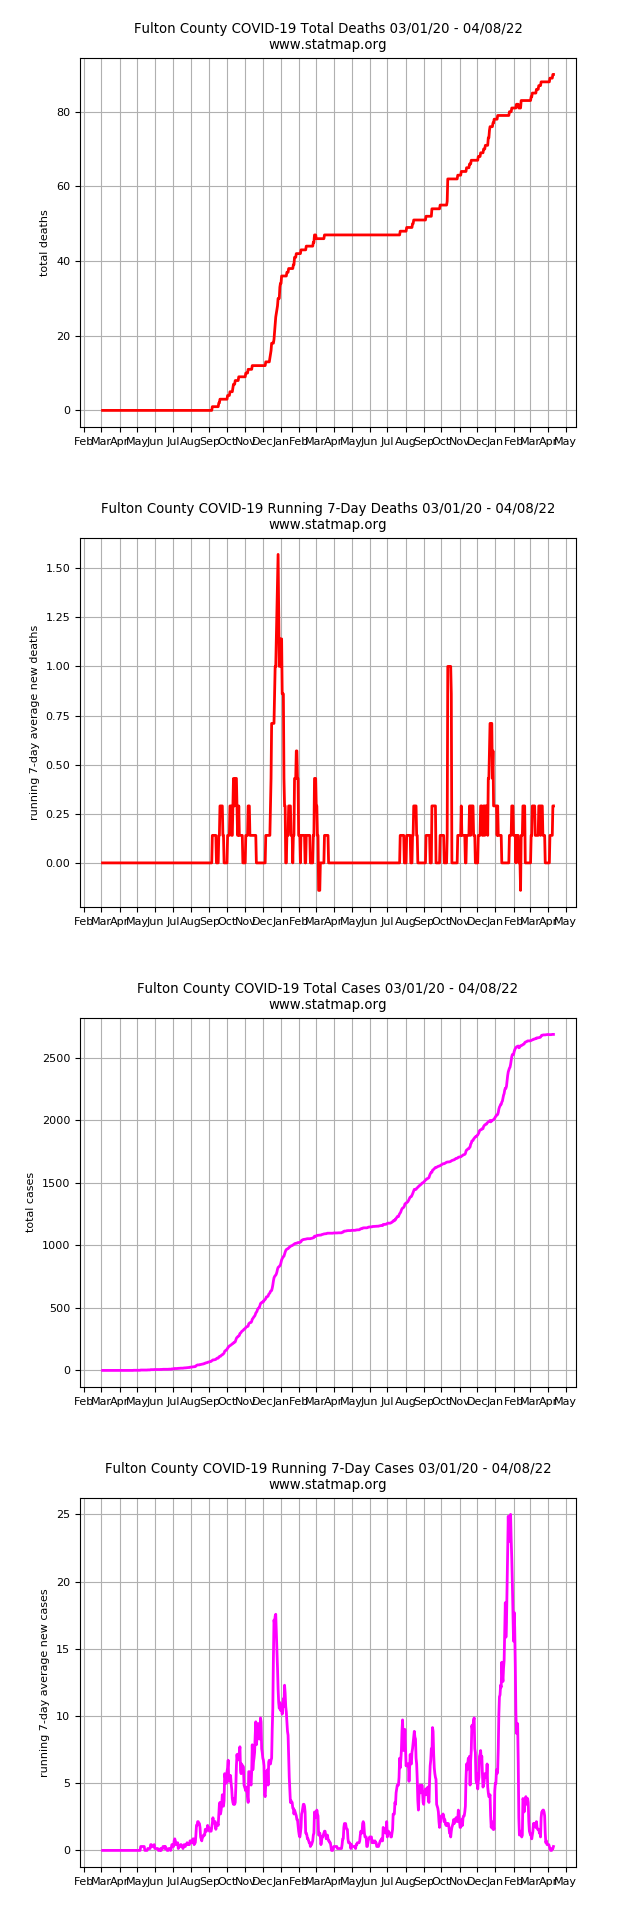 Fulton County COVID-19 Total Deaths 03/01/20 - 04/08/22
www.statmap.org
total deaths
80
60
40
20
0
Feb Mar Apr May Jun Jul Aug Sep Oct Nov Dec Jan Feb Mar Apr May Jun Jul Aug Sep Oct Nov Dec Jan Feb Mar Apr May
Fulton County COVID-19 Running 7-Day Deaths 03/01/20 - 04/08/22
www.statmap.org
running 7-day average new deaths
1.50
1.25
1.00
0.75
0.50
0.25
0.00
Feb Mar Apr May Jun Jul Aug Sep Oct Nov Dec Jan Feb Mar Apr May Jun Jul Aug Sep Oct Nov Dec Jan Feb Mar Apr May
Fulton County COVID-19 Total Cases 03/01/20 - 04/08/22
www.statmap.org
total cases
2500
2000
1500
1000
500
0
Feb Mar Apr May Jun Jul Aug Sep Oct Nov Dec Jan Feb Mar Apr May Jun Jul Aug Sep Oct Nov Dec Jan Feb Mar Apr May
Fulton County COVID-19 Running 7-Day Cases 03/01/20 - 04/08/22
www.statmap.org
running 7-day average new cases
25
20
15
10
5
0
Feb Mar Apr May Jun Jul Aug Sep Oct Nov Dec Jan Feb Mar Apr May Jun Jul Aug Sep Oct Nov Dec Jan Feb Mar Apr May